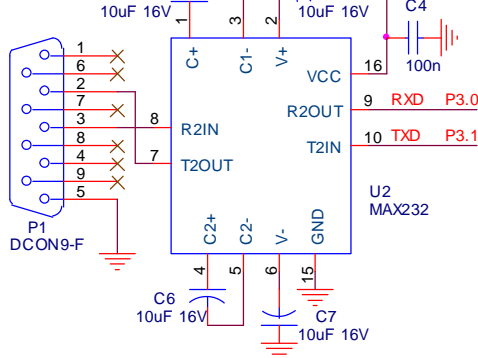 10uF 16V
10uF 16V
C4
100n
1
3
2
C+
C1-
V+
VCC
16
1
6
2
7
3
8
4
9
5
8
R2IN
7
T2OUT
R2OUT
9
RXD
P3.0
T2IN
10
TXD
P3.1
P1
DCON9-F
U2
MAX232
C2+
C2-
V-
GND
4
5
6
15
C6
10uF 16V
C7
10uF 16V